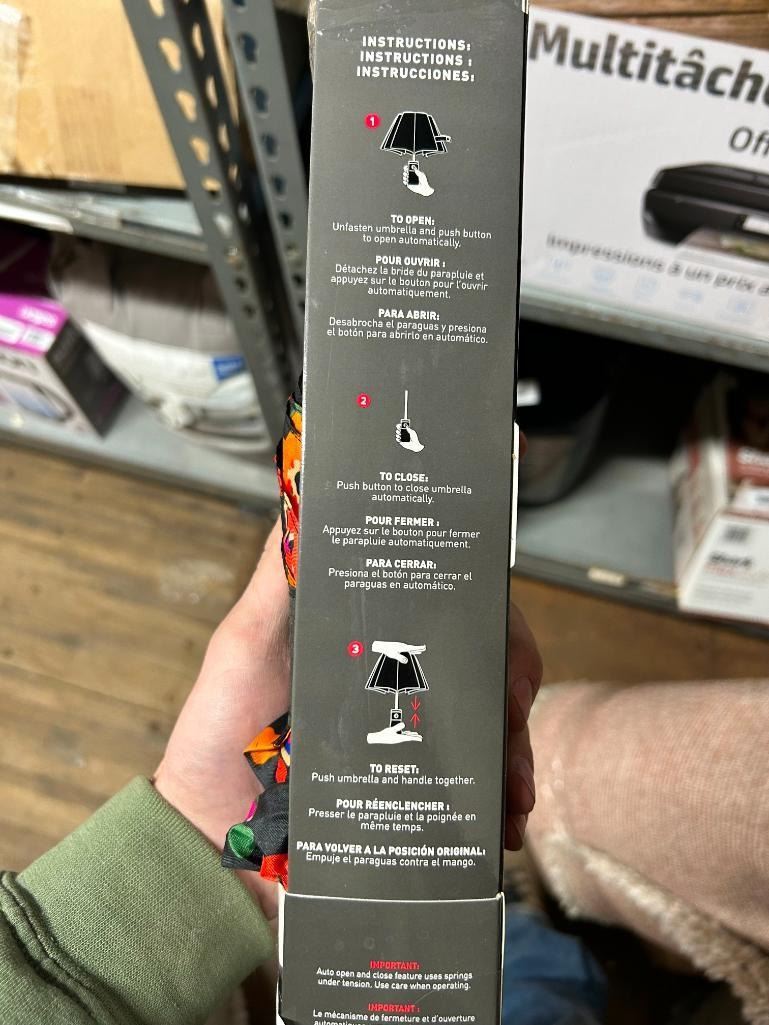 INSTRUCTIONS:
INSTRUCTIONS :
INSTRUCCIONES:
1
TO OPEN:
Unfasten umbrella and push button
to open automatically.
POUR OUVRIR :
Détachez la bride du parapluie et
appuyez sur le bouton pour l'ouvrir
automatiquement.
PARA ABRIR:
Desabrocha el paraguas y presiona
el botón para abrirlo en automático.
2
TO CLOSE:
Push button to close umbrella
automatically.
POUR FERMER :
Appuyez sur le bouton pour fermer
le parapluie automatiquement.
PARA CERRAR:
Presiona el botón para cerrar el
paraguas en automático.
3
TO RESET:
Push umbrella and handle together.
POUR RÉENCLENCHER :
Presser le parapluie et la poignée en
même temps.
PARA VOLVER A LA POSICIÓN ORIGINAL:
Empuje el paraguas contra el mango.
IMPORTANT:
Auto open and close feature uses springs
under tension. Use care when operating.
IMPORTANT :
Le mécanisme de fermeture et d'ouverture
Multitâche
Off
Impressions à un prix a